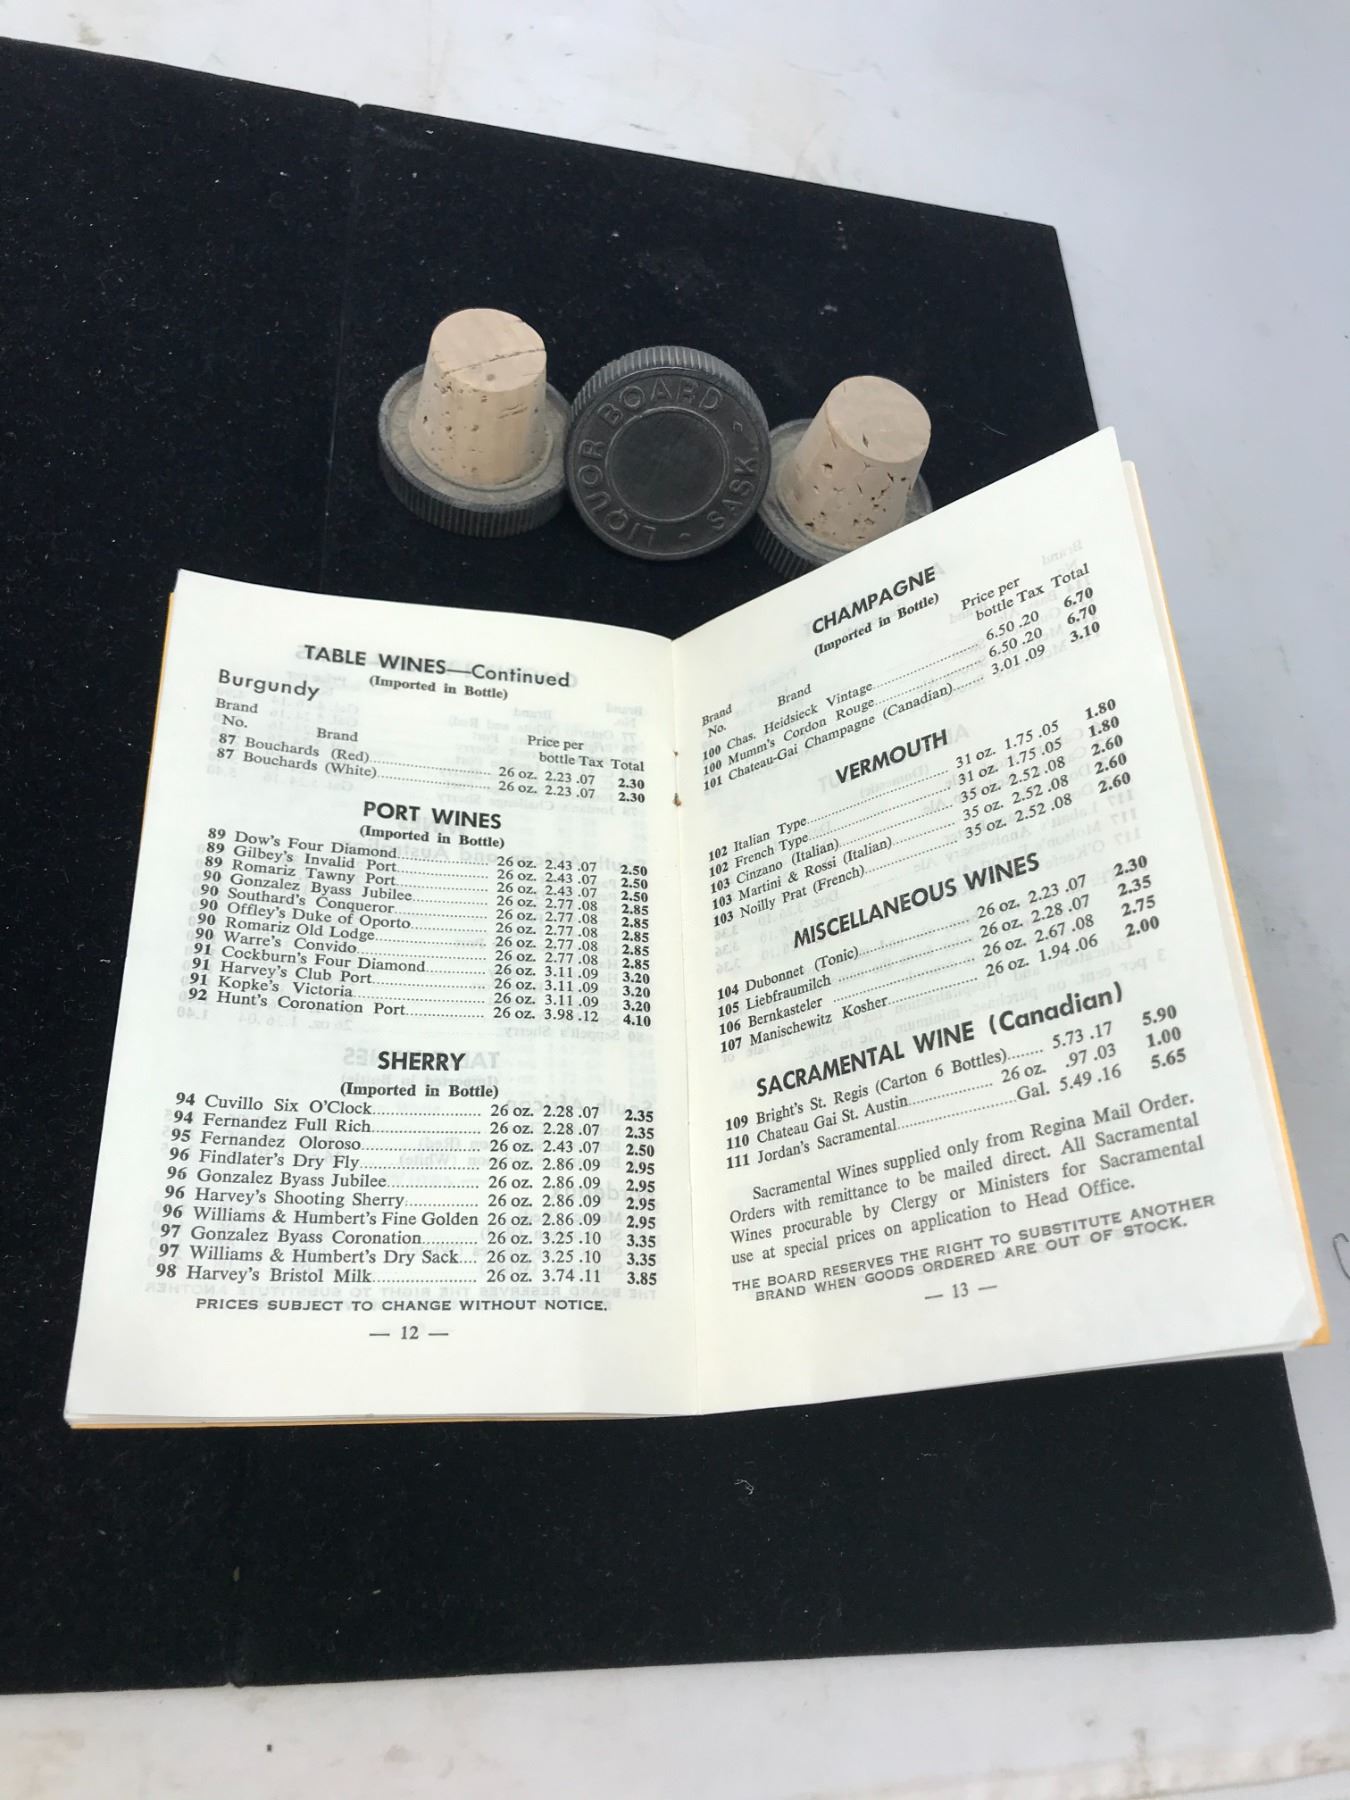 LIQUOR BOARD - SASK. -
TABLE WINES—Continued
(Imported in Bottle)
Burgundy
Brand
No. Brand Price per
bottle Tax Total
87 Bouchards (Red) 26 oz. 2.23 .07 2.30
87 Bouchards (White) 26 oz. 2.23 .07 2.30
PORT WINES
(Imported in Bottle)
89 Dow's Four Diamond 26 oz. 2.43 .07 2.50
89 Gilbey's Invalid Port 26 oz. 2.43 .07 2.50
89 Romariz Tawny Port 26 oz. 2.43 .07 2.50
90 Gonzalez Byass Jubilee 26 oz. 2.77 .08 2.85
90 Southard's Conqueror 26 oz. 2.77 .08 2.85
90 Offley's Duke of Oporto 26 oz. 2.77 .08 2.85
90 Romariz Old Lodge 26 oz. 2.77 .08 2.85
90 Warre's Convido 26 oz. 2.77 .08 2.85
91 Cockburn's Four Diamond 26 oz. 3.11 .09 3.20
91 Harvey's Club Port 26 oz. 3.11 .09 3.20
91 Kopke's Victoria 26 oz. 3.11 .09 3.20
92 Hunt's Coronation Port 26 oz. 3.98 .12 4.10
SHERRY
(Imported in Bottle)
94 Cuvillo Six O'Clock 26 oz. 2.28 .07 2.35
94 Fernandez Full Rich 26 oz. 2.28 .07 2.35
95 Fernandez Oloroso 26 oz. 2.43 .07 2.50
96 Findlater's Dry Fly 26 oz. 2.86 .09 2.95
96 Gonzalez Byass Jubilee 26 oz. 2.86 .09 2.95
96 Harvey's Shooting Sherry 26 oz. 2.86 .09 2.95
96 Williams & Humbert's Fine Golden 26 oz. 2.86 .09 2.95
97 Gonzalez Byass Coronation 26 oz. 3.25 .10 3.35
97 Williams & Humbert's Dry Sack 26 oz. 3.25 .10 3.35
98 Harvey's Bristol Milk 26 oz. 3.74 .11 3.85
PRICES SUBJECT TO CHANGE WITHOUT NOTICE.
— 12 —
CHAMPAGNE
(Imported in Bottle)
Brand Price per
No. Brand bottle Tax Total
100 Chas. Heidsieck Vintage 6.50 .20 6.70
100 Mumm's Cordon Rouge 6.50 .20 6.70
101 Chateau-Gai Champagne (Canadian) 3.01 .09 3.10
VERMOUTH
102 Italian Type 31 oz. 1.75 .05 1.80
102 French Type 31 oz. 1.75 .05 1.80
103 Cinzano (Italian) 35 oz. 2.52 .08 2.60
103 Martini & Rossi (Italian) 35 oz. 2.52 .08 2.60
103 Noilly Prat (French) 35 oz. 2.52 .08 2.60
MISCELLANEOUS WINES
104 Dubonnet (Tonic) 26 oz. 2.23 .07 2.30
105 Liebfraumilch 26 oz. 2.28 .07 2.35
106 Bernkasteler 26 oz. 2.67 .08 2.75
107 Manischewitz Kosher 26 oz. 1.94 .06 2.00
SACRAMENTAL WINE (Canadian)
109 Bright's St. Regis (Carton 6 Bottles) 5.73 .17 5.90
110 Chateau Gai St. Austin 26 oz. .97 .03 1.00
111 Jordan's Sacramental Gal. 5.49 .16 5.65
Sacramental Wines supplied only from Regina Mail Order.
Orders with remittance to be mailed direct. All Sacramental
Wines procurable by Clergy or Ministers for Sacramental
use at special prices on application to Head Office.
THE BOARD RESERVES THE RIGHT TO SUBSTITUTE ANOTHER
BRAND WHEN GOODS ORDERED ARE OUT OF STOCK.
— 13 —